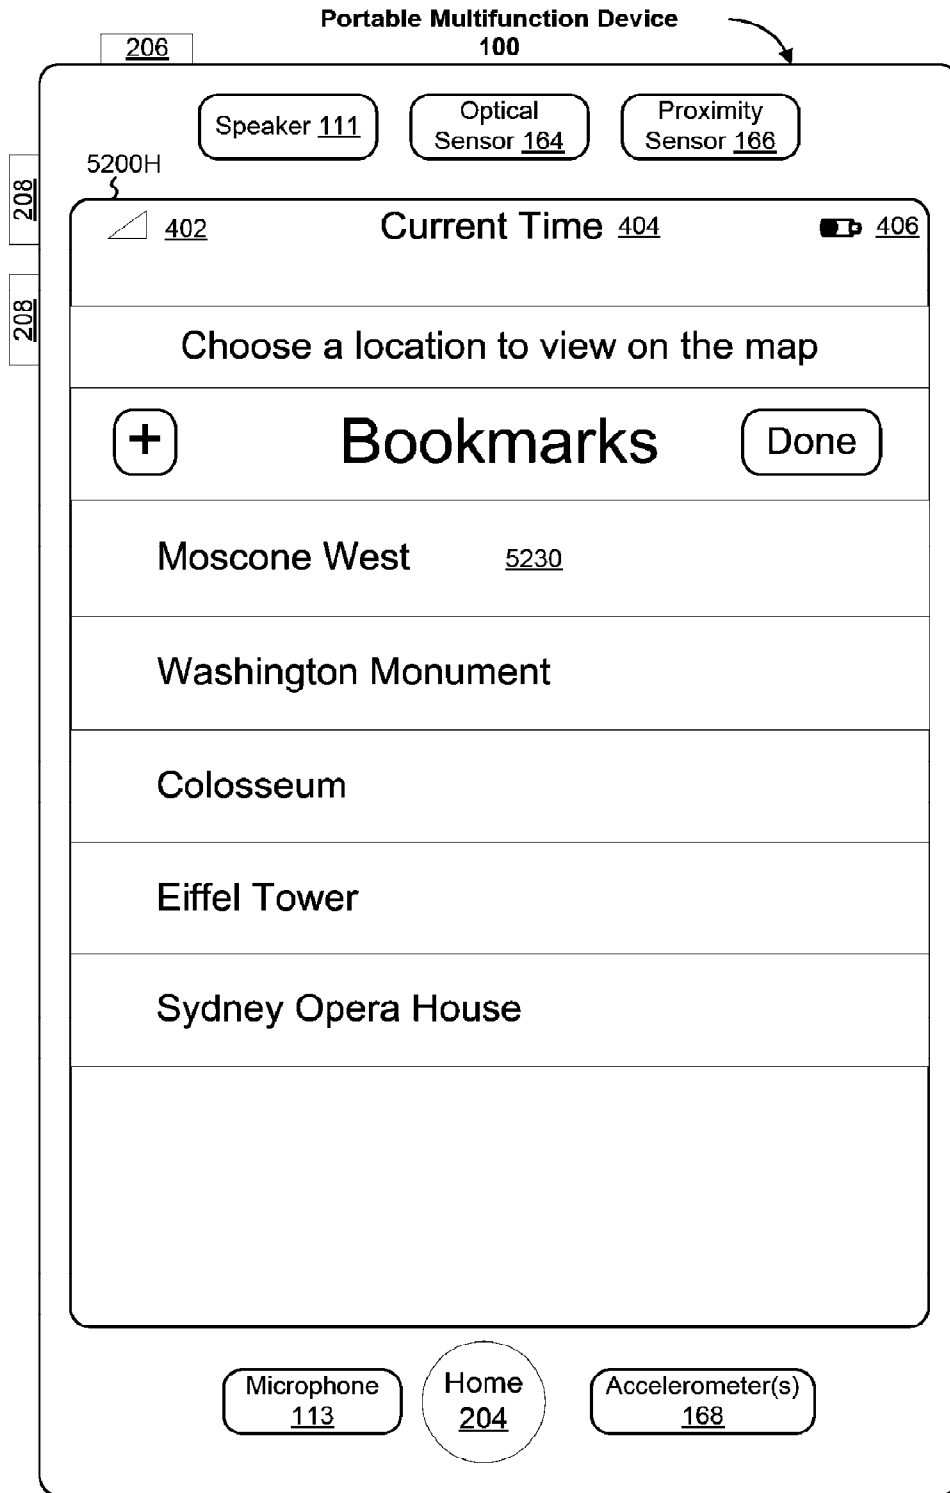 Portable Multifunction Device
100
206
Speaker 111
Optical
Sensor 164
Proximity
Sensor 166
5200H
208
208
402
Current Time 404
406
Choose a location to view on the map
+
Bookmarks
Done
Moscone West
5230
Washington Monument
Colosseum
Eiffel Tower
Sydney Opera House
Microphone
113
Home
204
Accelerometer(s)
168